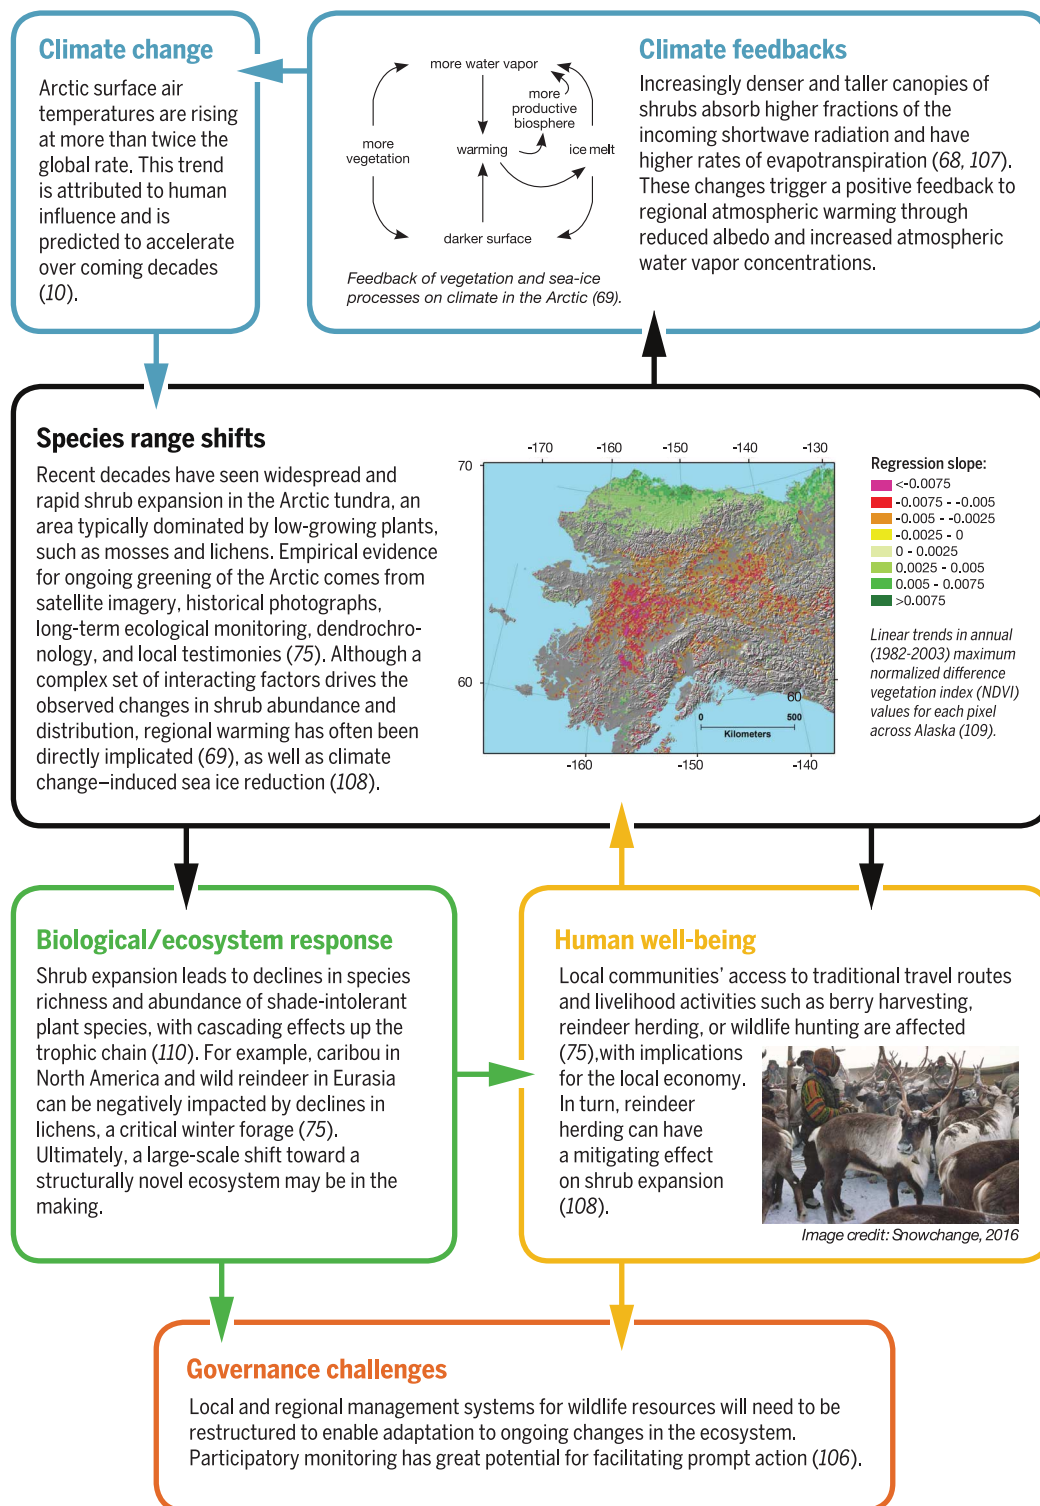 Climate change
Arctic surface air
temperatures are rising
at more than twice the
global rate. This trend
is attributed to human
influence and is
predicted to accelerate
over coming decades
(10).
more water vapor
more
productive
biosphere
more
vegetation
warming
ice melt
darker surface
Feedback of vegetation and sea-ice
processes on climate in the Arctic (69).
Climate feedbacks
Increasingly denser and taller canopies of
shrubs absorb higher fractions of the
incoming shortwave radiation and have
higher rates of evapotranspiration (68, 107).
These changes trigger a positive feedback to
regional atmospheric warming through
reduced albedo and increased atmospheric
water vapor concentrations.
Species range shifts
Recent decades have seen widespread and
rapid shrub expansion in the Arctic tundra, an
area typically dominated by low-growing plants,
such as mosses and lichens. Empirical evidence
for ongoing greening of the Arctic comes from
satellite imagery, historical photographs,
long-term ecological monitoring, dendrochro-
nology, and local testimonies (75). Although a
complex set of interacting factors drives the
observed changes in shrub abundance and
distribution, regional warming has often been
directly implicated (69), as well as climate
change–induced sea ice reduction (108).
-170 -160 -150 -140 -130
70
60
60
0 500
Kilometers
-160 -150 -140
Regression slope:
<-0.0075
-0.0075 - -0.005
-0.005 - -0.0025
-0.0025 - 0
0 - 0.0025
0.0025 - 0.005
0.005 - 0.0075
>0.0075
Linear trends in annual
(1982-2003) maximum
normalized difference
vegetation index (NDVI)
values for each pixel
across Alaska (109).
Biological/ecosystem response
Shrub expansion leads to declines in species
richness and abundance of shade-intolerant
plant species, with cascading effects up the
trophic chain (110). For example, caribou in
North America and wild reindeer in Eurasia
can be negatively impacted by declines in
lichens, a critical winter forage (75).
Ultimately, a large-scale shift toward a
structurally novel ecosystem may be in the
making.
Human well-being
Local communities’ access to traditional travel routes
and livelihood activities such as berry harvesting,
reindeer herding, or wildlife hunting are affected
(75),with implications
for the local economy.
In turn, reindeer
herding can have
a mitigating effect
on shrub expansion
(108).
Image credit: Snowchange, 2016
Governance challenges
Local and regional management systems for wildlife resources will need to be
restructured to enable adaptation to ongoing changes in the ecosystem.
Participatory monitoring has great potential for facilitating prompt action (106).